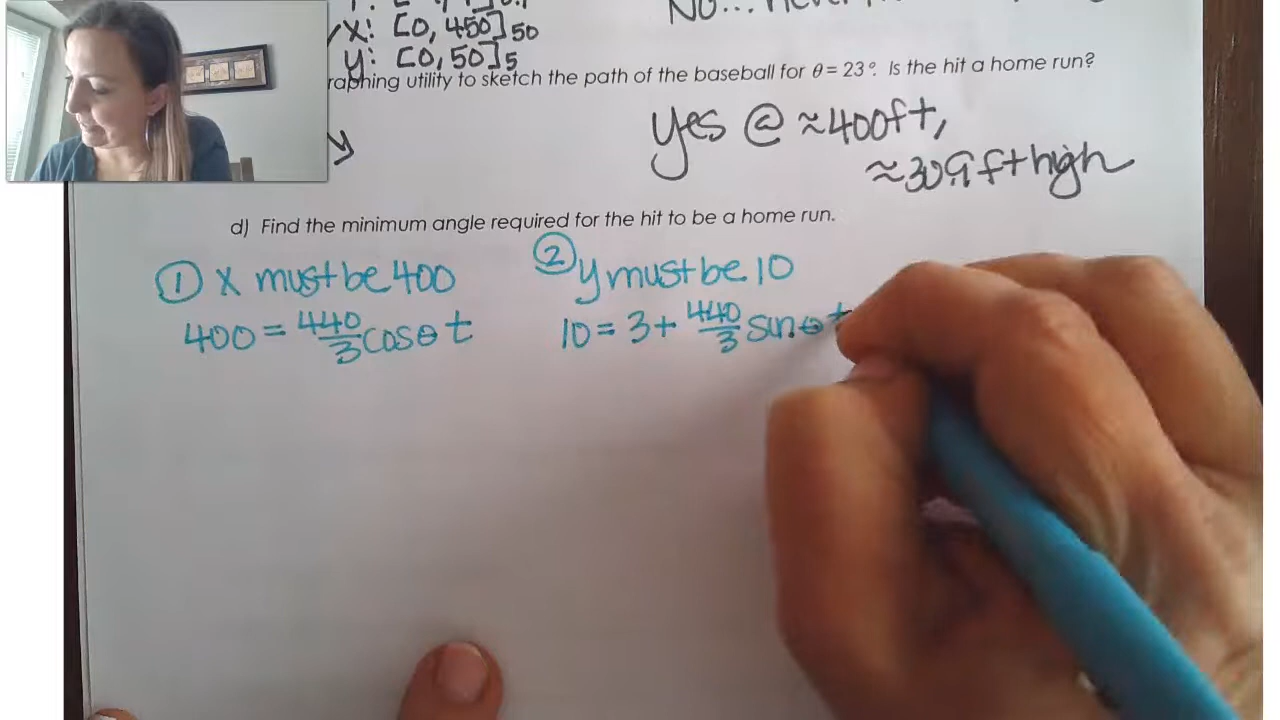 x: [0, 450]50
y: [0, 50]5
raphing utility to sketch the path of the baseball for θ = 23°. Is the hit a home run?
yes @ ≈400ft,
≈30.9ft high
d) Find the minimum angle required for the hit to be a home run.
① x must be 400
400 = 440/3 cosθ t
② y must be 10
10 = 3 + 440/3 sinθ t